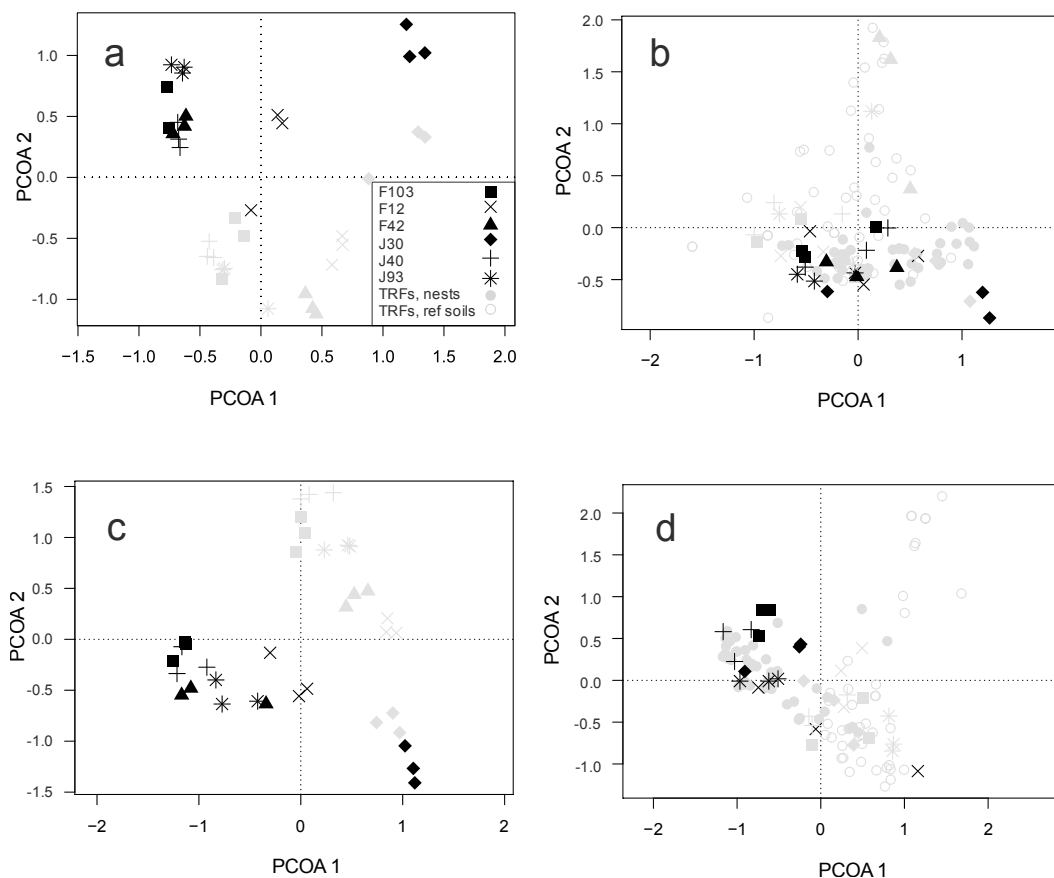 a
PCOA 2
1.0
0.5
0.0
−0.5
−1.0
−1.5 −1.0 −0.5 0.0 0.5 1.0 1.5 2.0
PCOA 1
F103
F12
F42
J30
J40
J93
TRFs, nests
TRFs, ref soils
b
PCOA 2
2.0
1.5
1.0
0.5
0.0
−0.5
−2 −1 0 1
PCOA 1
c
PCOA 2
1.5
1.0
0.5
0.0
−0.5
−1.0
−1.5
−2 −1 0 1 2
PCOA 1
d
PCOA 2
2.0
1.5
1.0
0.5
0.0
−0.5
−1.0
−2 −1 0 1 2
PCOA 1